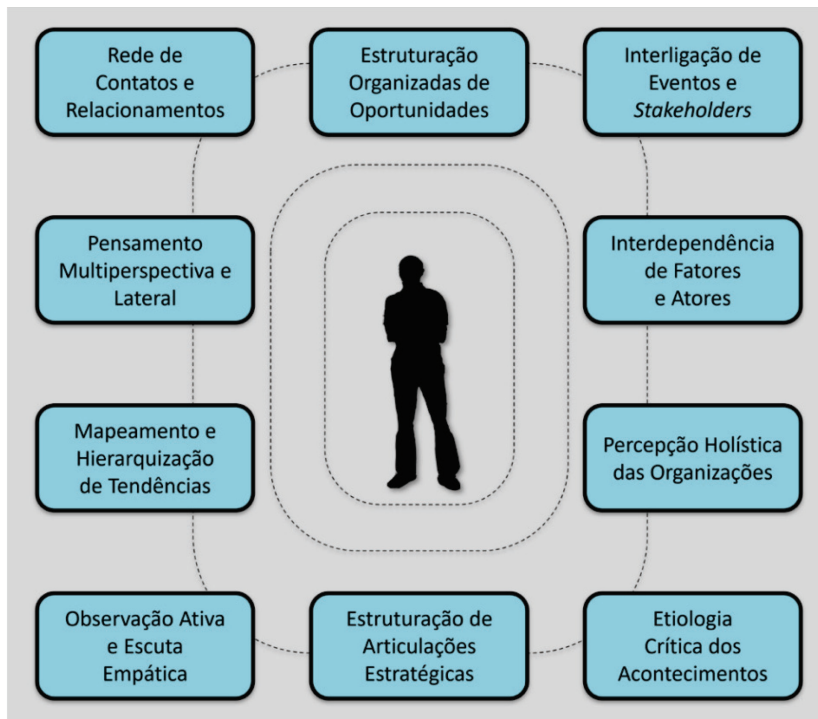 Rede de
Contatos e
Relacionamentos
Estruturação
Organizadas de
Oportunidades
Interligação de
Eventos e
Stakeholders
Pensamento
Multiperspectiva e
Lateral
Interdependência
de Fatores
e Atores
Mapeamento e
Hierarquização
de Tendências
Percepção Holística
das Organizações
Observação Ativa
e Escuta
Empática
Estruturação de
Articulações
Estratégicas
Etiologia
Crítica dos
Acontecimentos